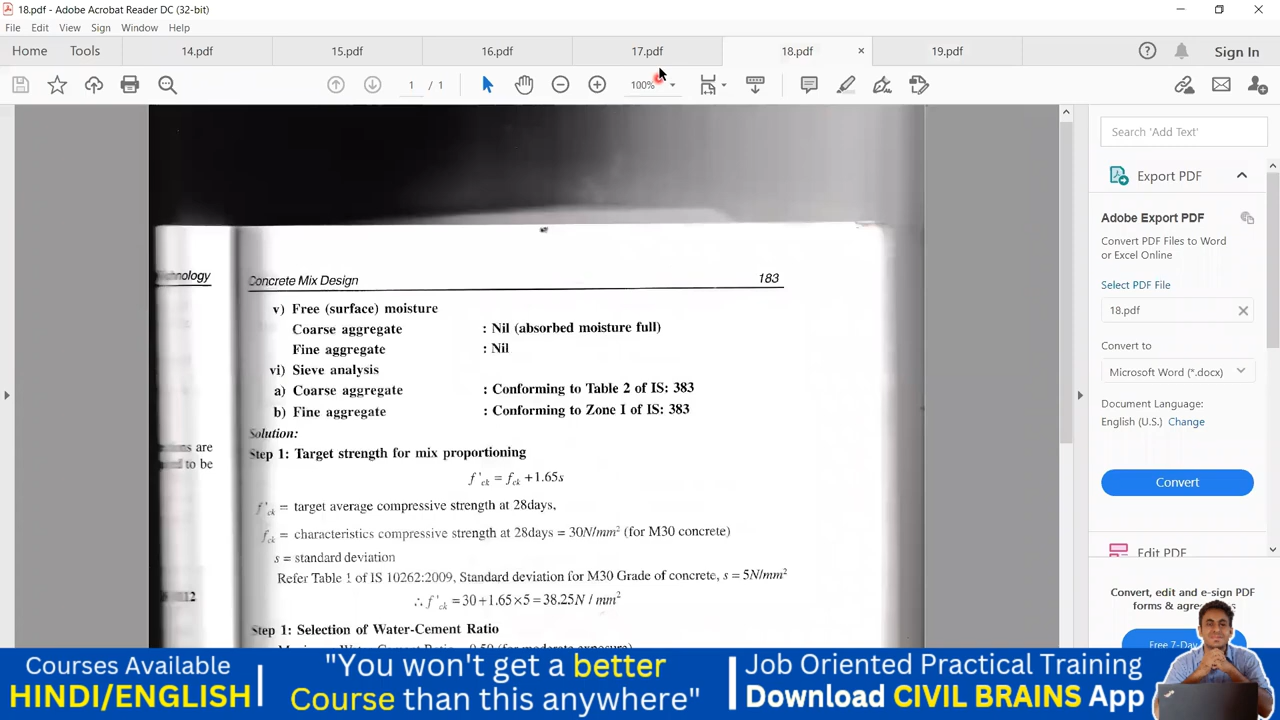 18.pdf - Adobe Acrobat Reader DC (32-bit)
File Edit View Sign Window Help
Home Tools 14.pdf 15.pdf 16.pdf 17.pdf 18.pdf × 19.pdf Sign In
1 / 1 100%
Search 'Add Text'
Export PDF
Adobe Export PDF
Convert PDF Files to Word
or Excel Online
Select PDF File
18.pdf
Convert to
Microsoft Word (*.docx)
Document Language:
English (U.S.) Change
Convert
Edit PDF
Convert, edit and e-sign PDF
forms &
Free 7-Day
are
to be
12
Concrete Mix Design 183
v) Free (surface) moisture
Coarse aggregate : Nil (absorbed moisture full)
Fine aggregate : Nil
vi) Sieve analysis
a) Coarse aggregate : Conforming to Table 2 of IS: 383
b) Fine aggregate : Conforming to Zone I of IS: 383
Solution:
Step 1: Target strength for mix proportioning
f'ck = fck +1.65s
f'ck = target average compressive strength at 28days,
fck = characteristics compressive strength at 28days = 30N/mm² (for M30 concrete)
s = standard deviation
Refer Table 1 of IS 10262:2009, Standard deviation for M30 Grade of concrete, s = 5N/mm²
∴ f'ck = 30+1.65×5 = 38.25N / mm²
Step 1: Selection of Water-Cement Ratio
Courses Available
HINDI/ENGLISH
"You won't get a better
Course than this anywhere"
Job Oriented Practical Training
Download CIVIL BRAINS App